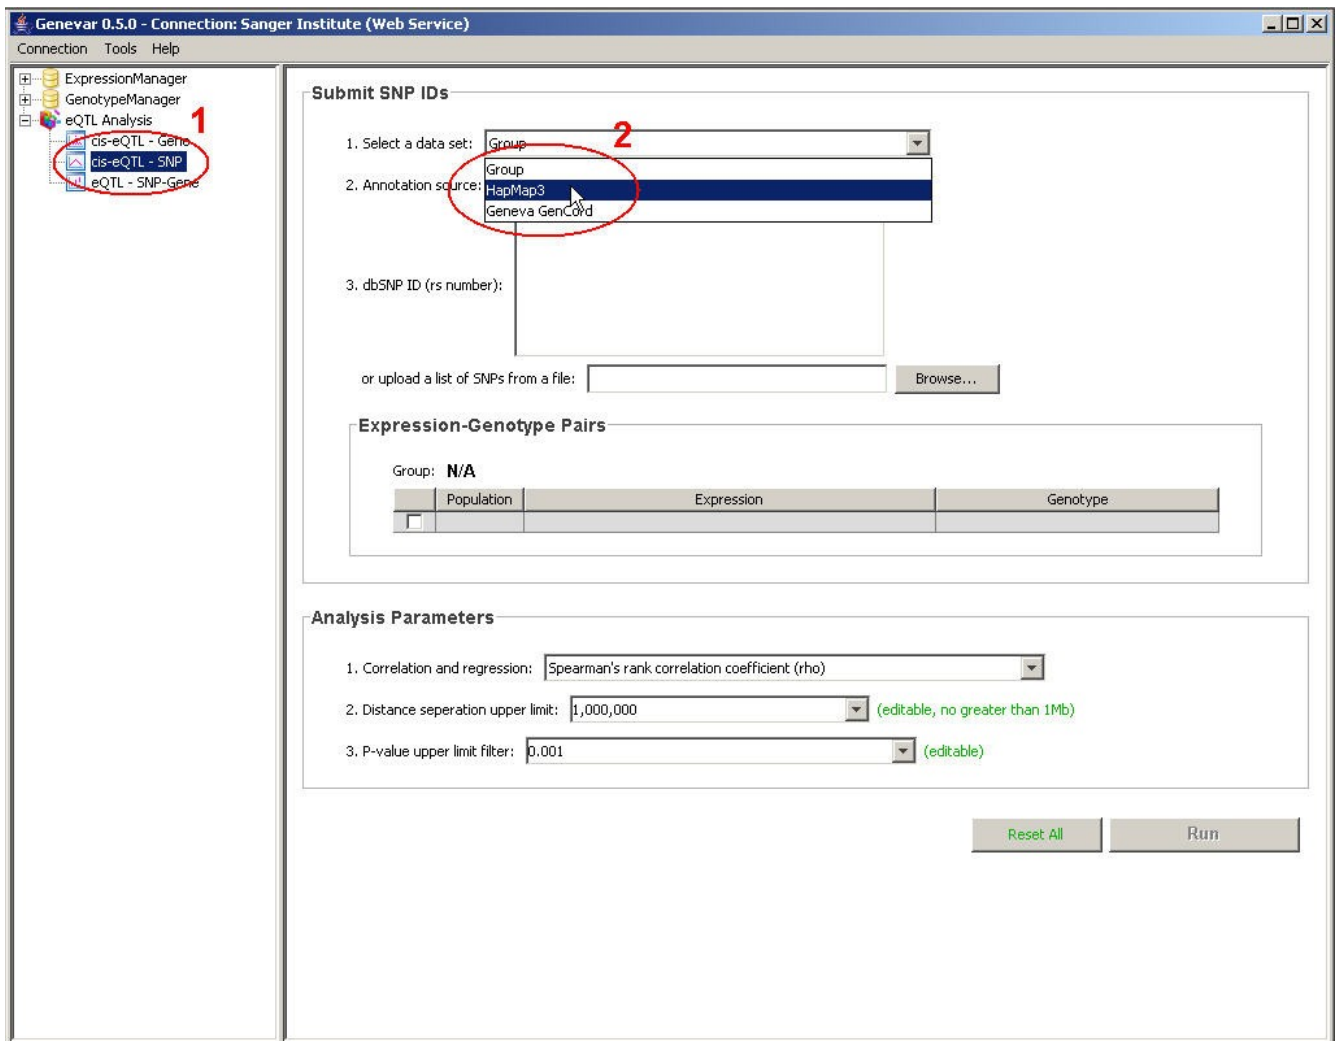 Genevar 0.5.0 - Connection: Sanger Institute (Web Service)
Connection Tools Help
ExpressionManager
GenotypeManager
eQTL Analysis
1
cis-eQTL - Gene
cis-eQTL - SNP
eQTL - SNP-Gene
Submit SNP IDs
1. Select a data set: Group
2
Group
2. Annotation source: HapMap3
Geneva GenCord
3. dbSNP ID (rs number):
or upload a list of SNPs from a file: Browse...
Expression-Genotype Pairs
Group: N/A
Population Expression Genotype
Analysis Parameters
1. Correlation and regression: Spearman's rank correlation coefficient (rho)
2. Distance seperation upper limit: 1,000,000 (editable, no greater than 1Mb)
3. P-value upper limit filter: 0.001 (editable)
Reset All Run